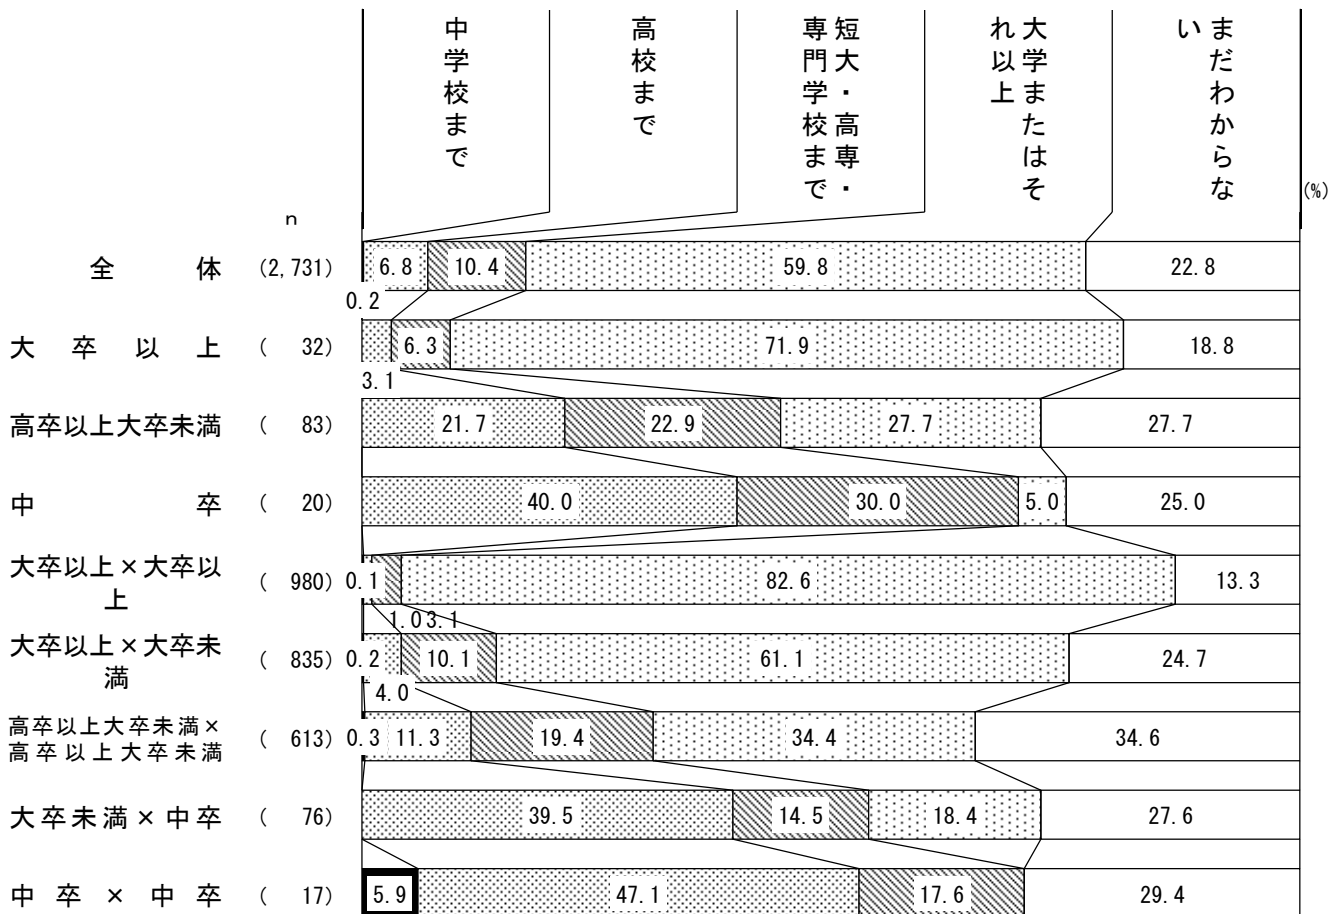 中学校まで
高校まで
短大・高専・
専門学校まで
大学またはそ
れ以上
まだわからな
い
(%)
n
全体 (2,731) 0.2 6.8 10.4 59.8 22.8
大卒以上 ( 32) 3.1 6.3 71.9 18.8
高卒以上大卒未満 ( 83) 21.7 22.9 27.7 27.7
中卒 ( 20) 40.0 30.0 5.0 25.0
大卒以上×大卒以
上
( 980) 0.1 1.0 3.1 82.6 13.3
大卒以上×大卒未
満
( 835) 0.2 4.0 10.1 61.1 24.7
高卒以上大卒未満×
高卒以上大卒未満
( 613) 0.3 11.3 19.4 34.4 34.6
大卒未満×中卒 ( 76) 39.5 14.5 18.4 27.6
中卒×中卒 ( 17) 5.9 47.1 17.6 29.4